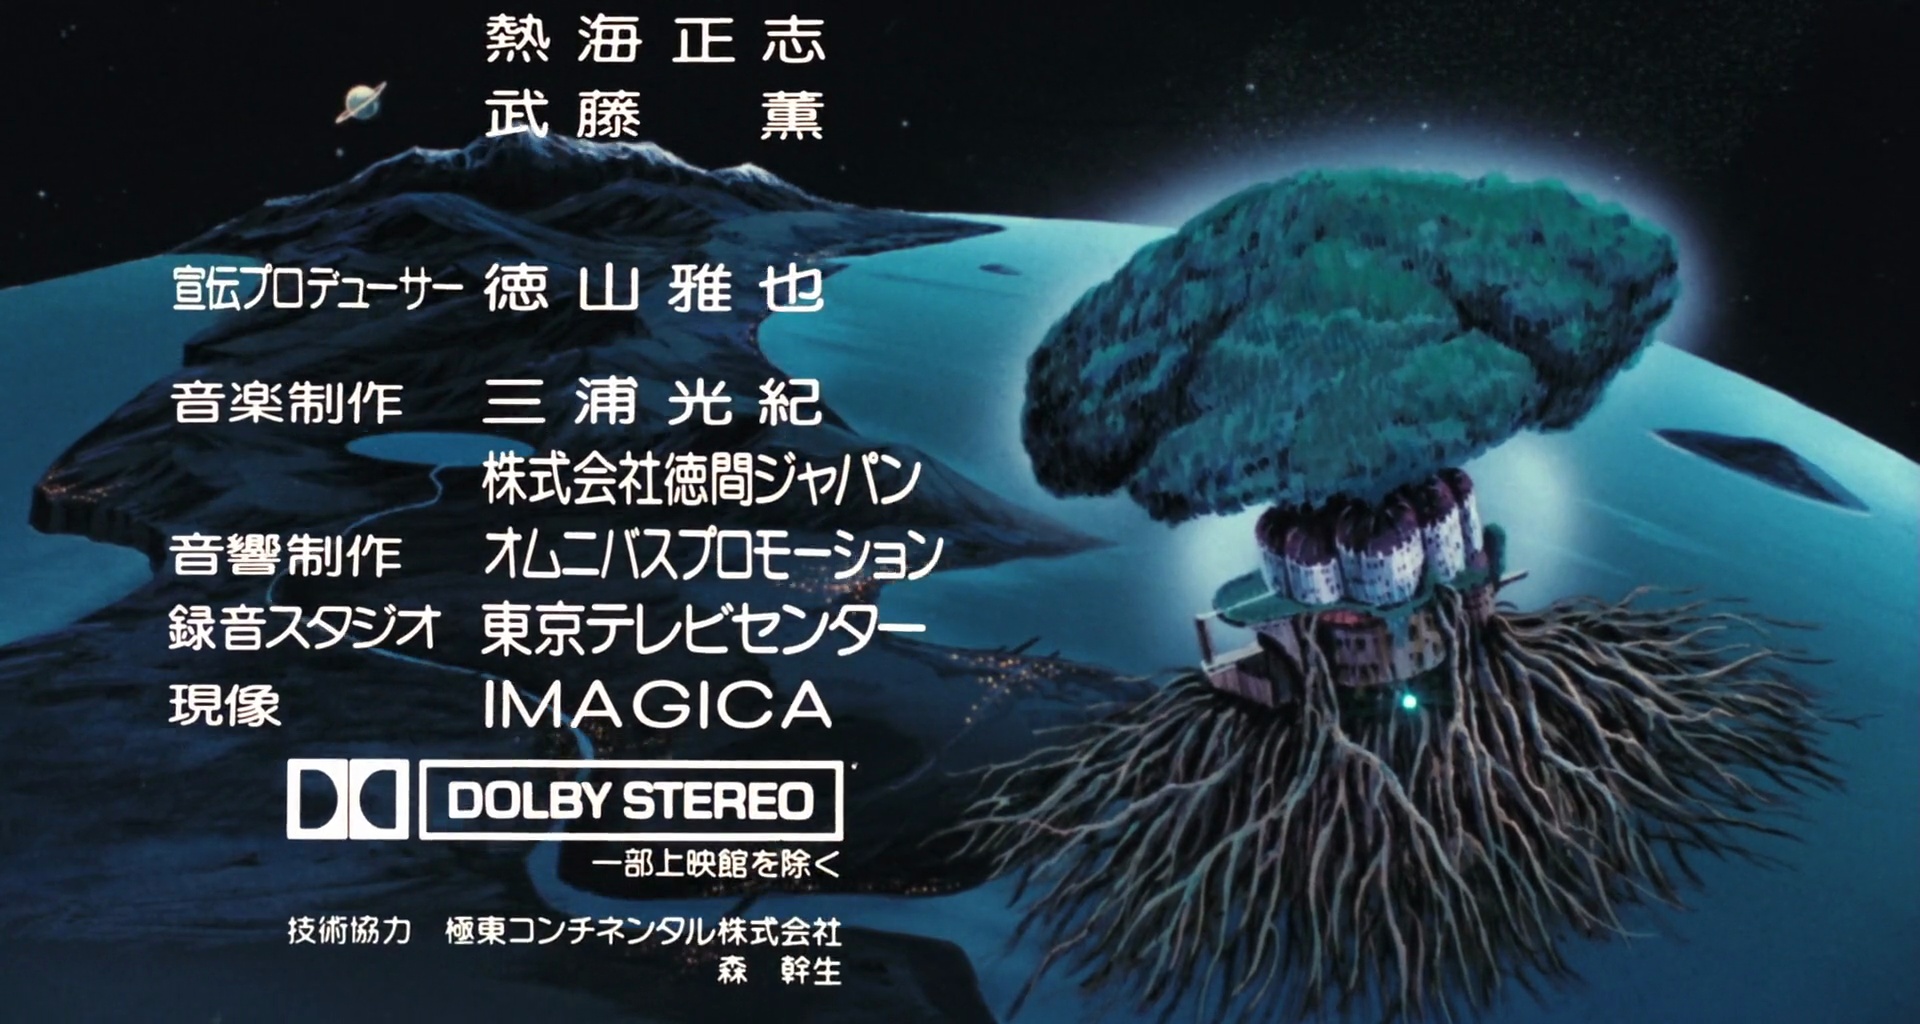 熱海正志
武藤 薫
宣伝プロデューサー 徳山雅也
音楽制作 三浦光紀
株式会社徳間ジャパン
音響制作 オムニバスプロモーション
録音スタジオ 東京テレビセンター
現像 IMAGICA
DOLBY STEREO
一部上映館を除く
技術協力 極東コンチネンタル株式会社
森 幹生